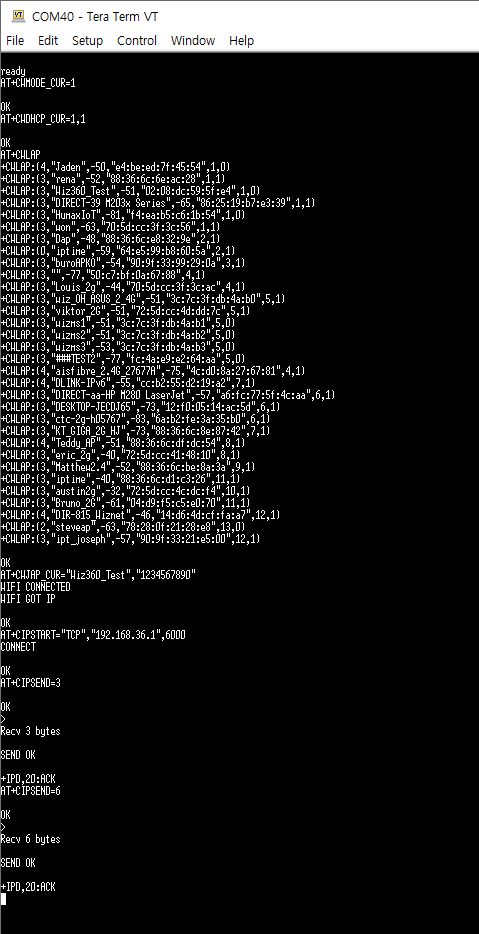 COM40 - Tera Term VT
File Edit Setup Control Window Help
ready
AT+CWMODE_CUR=1
OK
AT+CWDHCP_CUR=1,1
OK
AT+CWLAP
+CWLAP:(4,"Jaden",-50,"e4:be:ed:7f:45:54",1,0)
+CWLAP:(3,"rena",-52,"88:36:6c:6e:ac:28",1,1)
+CWLAP:(3,"Wiz360_Test",-51,"02:08:dc:59:5f:e4",1,0)
+CWLAP:(3,"DIRECT-39 M203x Series",-65,"86:25:19:b7:e3:39",1,1)
+CWLAP:(3,"HumaxIoT",-81,"f4:ea:b5:c6:1b:54",1,0)
+CWLAP:(3,"won",-63,"70:5d:cc:3f:3c:56",1,1)
+CWLAP:(3,"Dap",-48,"88:36:6c:e8:32:9e",2,1)
+CWLAP:(0,"iptime",-59,"64:e5:99:b8:60:5a",2,1)
+CWLAP:(3,"buroAPKO",-54,"90:9f:33:99:29:0a",3,1)
+CWLAP:(3,"",-77,"50:c7:bf:0a:67:88",4,1)
+CWLAP:(3,"Louis_2g",-44,"70:5d:cc:3f:3c:ac",4,1)
+CWLAP:(3,"wiz_OH_ASUS_2_4G",-51,"3c:7c:3f:db:4a:b0",5,1)
+CWLAP:(3,"viktor_2G",-51,"72:5d:cc:4d:dd:7c",5,1)
+CWLAP:(3,"wizms1",-51,"3c:7c:3f:db:4a:b1",5,0)
+CWLAP:(3,"wizms2",-51,"3c:7c:3f:db:4a:b2",5,0)
+CWLAP:(3,"wizms3",-53,"3c:7c:3f:db:4a:b3",5,0)
+CWLAP:(3,"###TEST2",-77,"fc:4a:e9:e2:64:aa",5,0)
+CWLAP:(4,"aisfibre_2.4G_27677A",-75,"4c:d0:8a:27:67:81",4,1)
+CWLAP:(4,"DLINK-IPv6",-55,"cc:b2:55:d2:19:a2",7,1)
+CWLAP:(3,"DIRECT-aa-HP M280 LaserJet",-57,"a6:fc:77:5f:4c:aa",6,1)
+CWLAP:(3,"DESKTOP-JECDJ65",-73,"12:f0:05:14:ac:5d",6,1)
+CWLAP:(3,"ctc-2g-h05767",-83,"6a:b2:fe:3a:35:b0",6,1)
+CWLAP:(3,"KT_GIGA_2G_HJ",-73,"88:36:6c:8e:87:42",7,1)
+CWLAP:(4,"Teddy_AP",-51,"88:36:6c:df:dc:54",8,1)
+CWLAP:(3,"eric_2g",-40,"72:5d:cc:41:48:10",8,1)
+CWLAP:(3,"Matthew2.4",-52,"88:36:6c:be:8a:3a",9,1)
+CWLAP:(3,"iptime",-40,"88:36:6c:d1:c3:26",11,1)
+CWLAP:(3,"austin2g",-32,"72:5d:cc:4c:dc:f4",10,1)
+CWLAP:(3,"Bruno_2G",-61,"04:d9:f5:c5:e0:70",11,1)
+CWLAP:(4,"DIR-815_Wiznet",-46,"14:d6:4d:cf:fa:a7",12,1)
+CWLAP:(2,"steveap",-63,"78:28:0f:21:28:e8",13,0)
+CWLAP:(3,"ipt_joseph",-57,"90:9f:33:21:e5:00",12,1)
OK
AT+CWJAP_CUR="Wiz360_Test","1234567890"
WIFI CONNECTED
WIFI GOT IP
OK
AT+CIPSTART="TCP","192.168.36.1",6000
CONNECT
OK
AT+CIPSEND=3
OK
>
Recv 3 bytes
SEND OK
+IPD,20:ACK
AT+CIPSEND=6
OK
>
Recv 6 bytes
SEND OK
+IPD,20:ACK